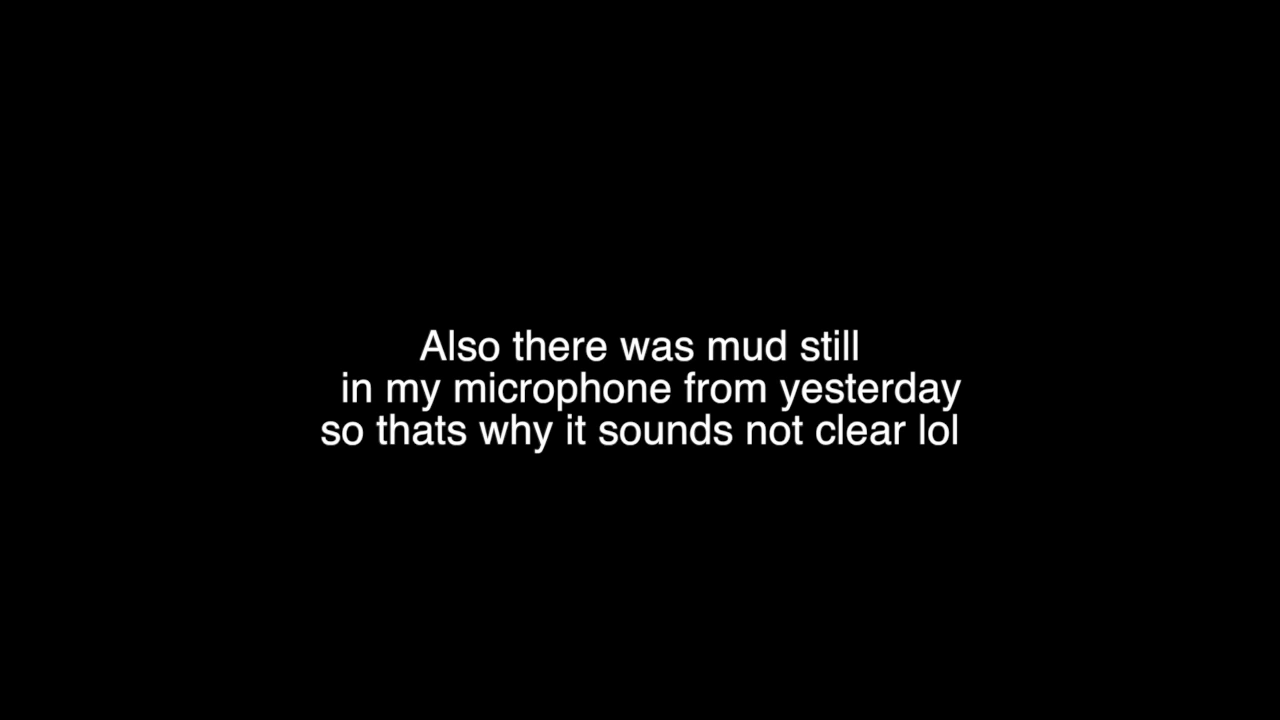 Also there was mud still
in my microphone from yesterday
so thats why it sounds not clear lol